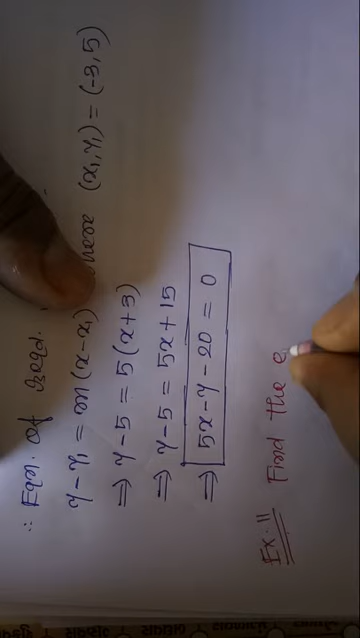 ∴ Eqn. of Reqd.
y - y₁ = m(x - x₁) where (x₁, y₁) = (-3, 5)
⇒ y - 5 = 5(x + 3)
⇒ y - 5 = 5x + 15
⇒ 5x - y - 20 = 0
Ex. 11 Find the e